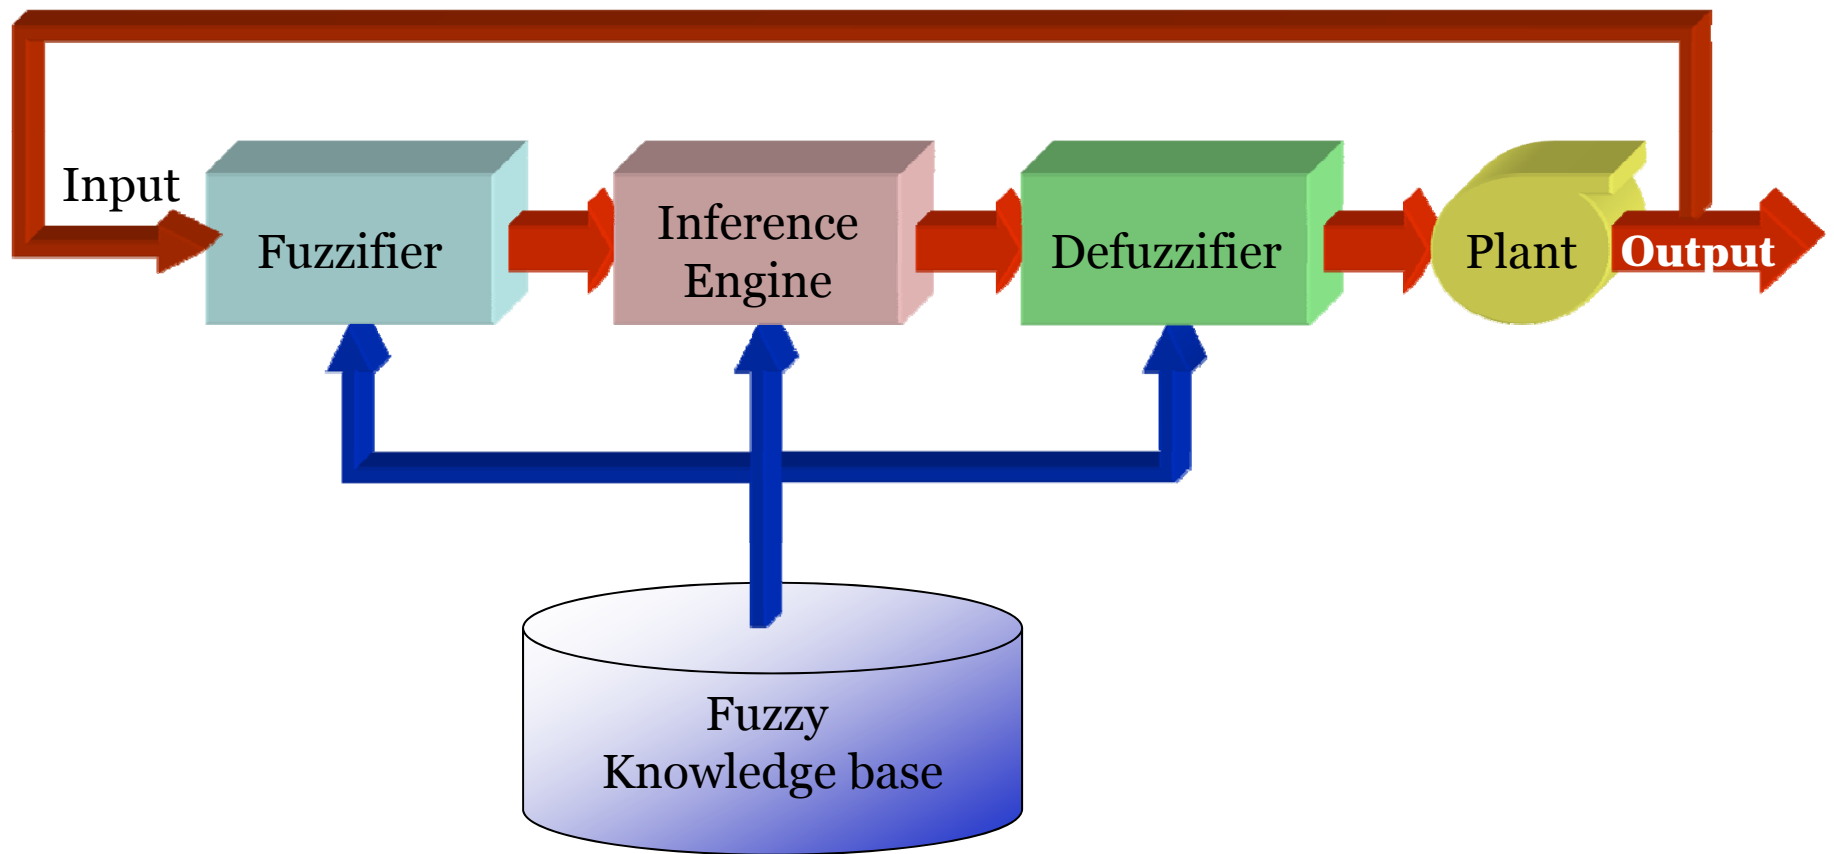 Input
Fuzzifier
Inference
Engine
Defuzzifier
Plant
Output
Fuzzy
Knowledge base